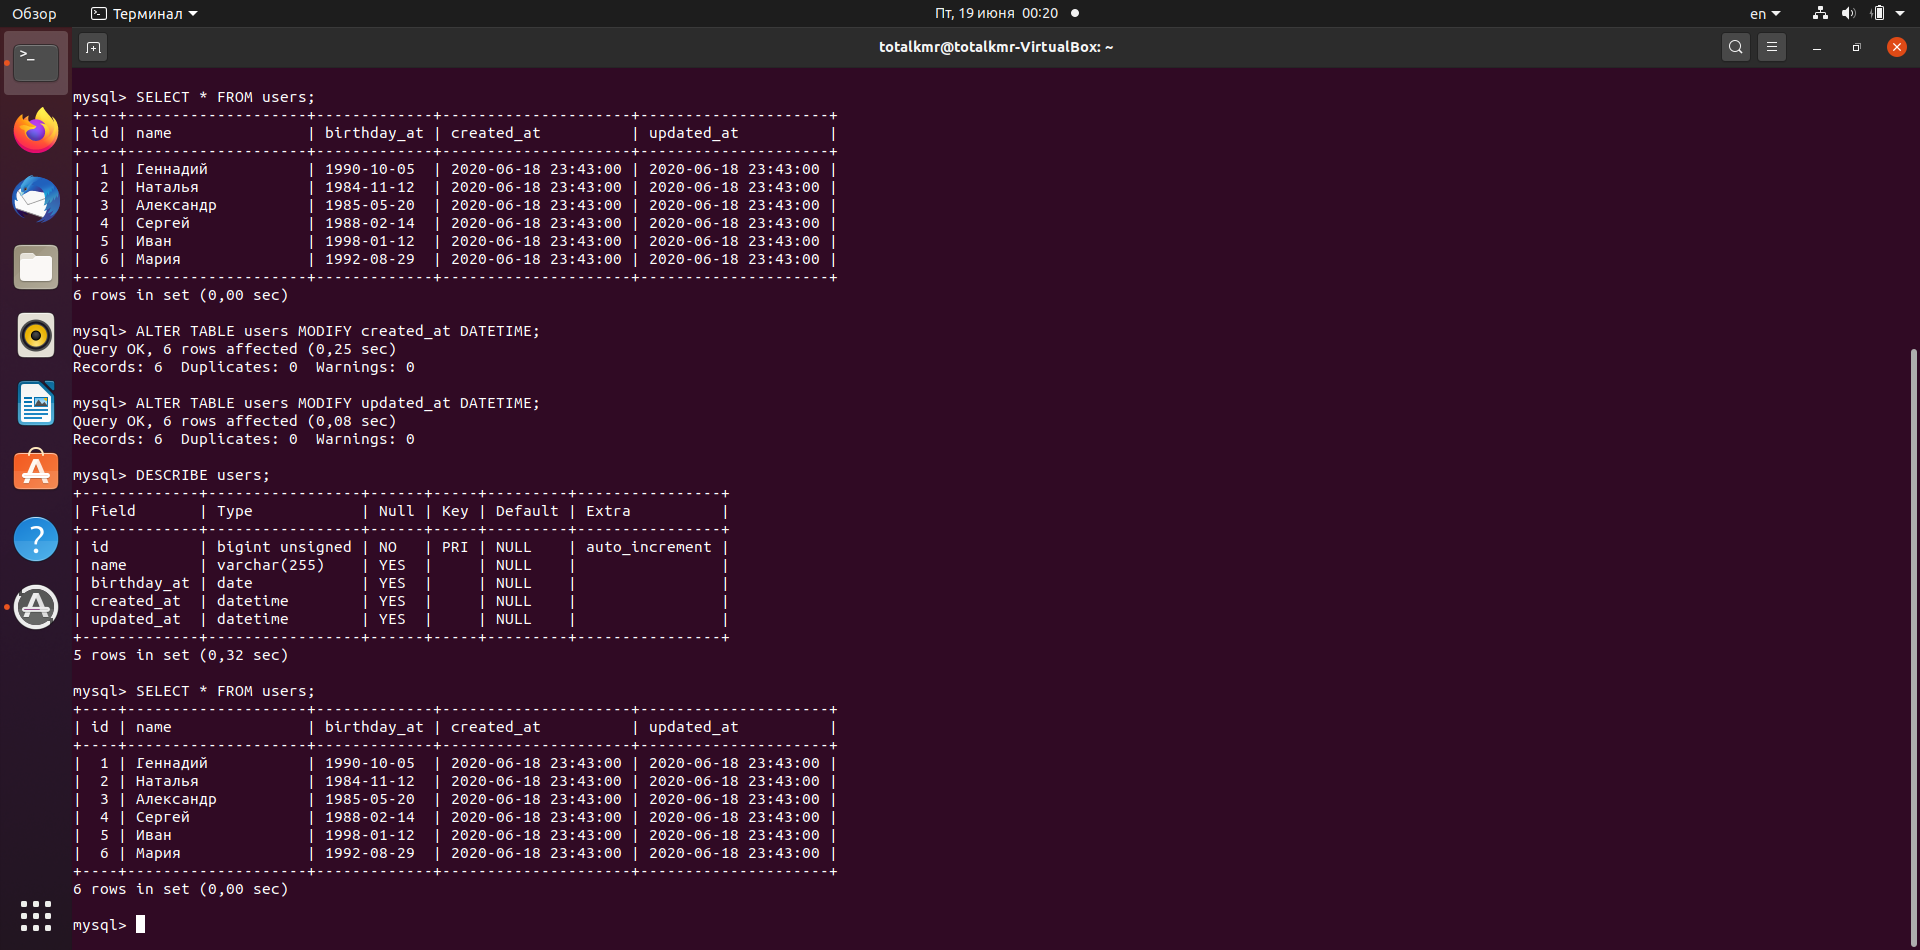 Обзор
Терминал
Пт, 19 июня 00:20
en
totalkmr@totalkmr-VirtualBox: ~
mysql> SELECT * FROM users;
+----+--------------------+-------------+---------------------+---------------------+
| id | name               | birthday_at | created_at          | updated_at          |
+----+--------------------+-------------+---------------------+---------------------+
|  1 | Геннадий           | 1990-10-05  | 2020-06-18 23:43:00 | 2020-06-18 23:43:00 |
|  2 | Наталья            | 1984-11-12  | 2020-06-18 23:43:00 | 2020-06-18 23:43:00 |
|  3 | Александр          | 1985-05-20  | 2020-06-18 23:43:00 | 2020-06-18 23:43:00 |
|  4 | Сергей             | 1988-02-14  | 2020-06-18 23:43:00 | 2020-06-18 23:43:00 |
|  5 | Иван               | 1998-01-12  | 2020-06-18 23:43:00 | 2020-06-18 23:43:00 |
|  6 | Мария              | 1992-08-29  | 2020-06-18 23:43:00 | 2020-06-18 23:43:00 |
+----+--------------------+-------------+---------------------+---------------------+
6 rows in set (0,00 sec)
mysql> ALTER TABLE users MODIFY created_at DATETIME;
Query OK, 6 rows affected (0,25 sec)
Records: 6  Duplicates: 0  Warnings: 0
mysql> ALTER TABLE users MODIFY updated_at DATETIME;
Query OK, 6 rows affected (0,08 sec)
Records: 6  Duplicates: 0  Warnings: 0
mysql> DESCRIBE users;
+-------------+-----------------+------+-----+---------+----------------+
| Field       | Type            | Null | Key | Default | Extra          |
+-------------+-----------------+------+-----+---------+----------------+
| id          | bigint unsigned | NO   | PRI | NULL    | auto_increment |
| name        | varchar(255)    | YES  |     | NULL    |                |
| birthday_at | date            | YES  |     | NULL    |                |
| created_at  | datetime        | YES  |     | NULL    |                |
| updated_at  | datetime        | YES  |     | NULL    |                |
+-------------+-----------------+------+-----+---------+----------------+
5 rows in set (0,32 sec)
mysql> SELECT * FROM users;
+----+--------------------+-------------+---------------------+---------------------+
| id | name               | birthday_at | created_at          | updated_at          |
+----+--------------------+-------------+---------------------+---------------------+
|  1 | Геннадий           | 1990-10-05  | 2020-06-18 23:43:00 | 2020-06-18 23:43:00 |
|  2 | Наталья            | 1984-11-12  | 2020-06-18 23:43:00 | 2020-06-18 23:43:00 |
|  3 | Александр          | 1985-05-20  | 2020-06-18 23:43:00 | 2020-06-18 23:43:00 |
|  4 | Сергей             | 1988-02-14  | 2020-06-18 23:43:00 | 2020-06-18 23:43:00 |
|  5 | Иван               | 1998-01-12  | 2020-06-18 23:43:00 | 2020-06-18 23:43:00 |
|  6 | Мария              | 1992-08-29  | 2020-06-18 23:43:00 | 2020-06-18 23:43:00 |
+----+--------------------+-------------+---------------------+---------------------+
6 rows in set (0,00 sec)
mysql>